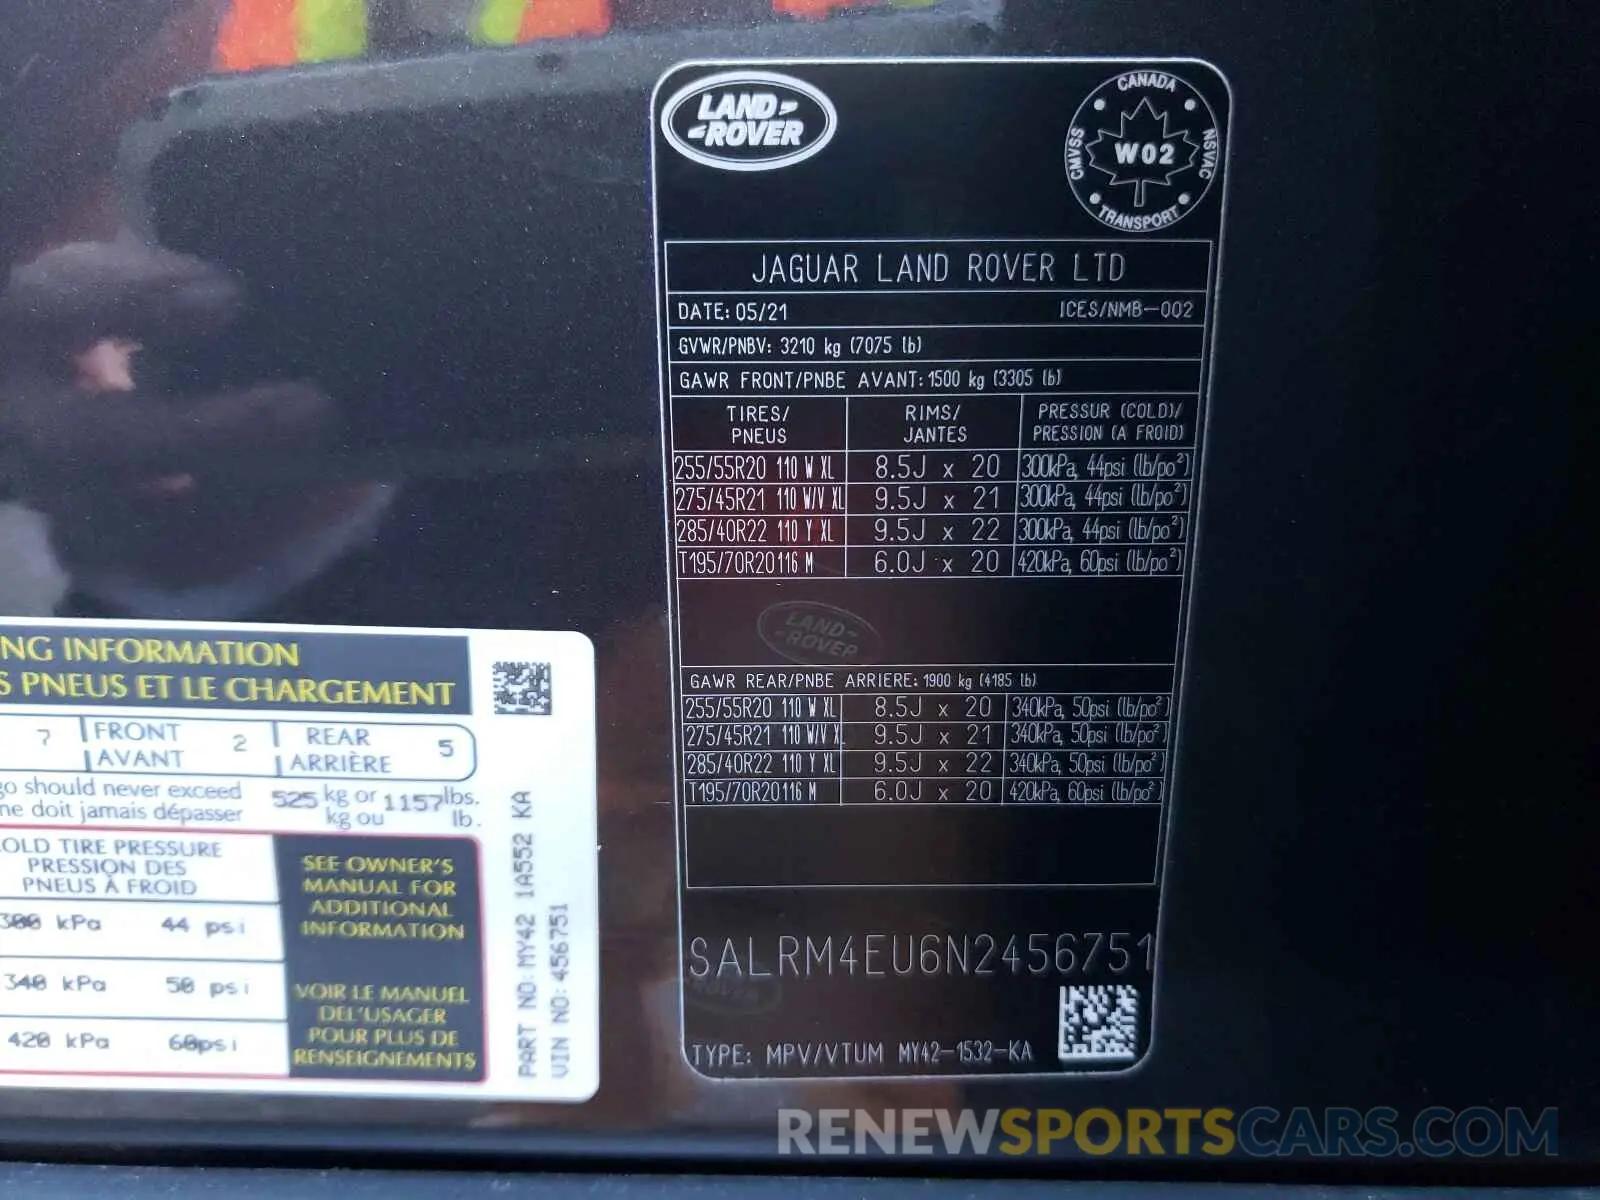 LAND-
-ROVER
CANADA
CMVSS
W02
NSVAC
TRANSPORT
JAGUAR LAND ROVER LTD
DATE: 05/21 ICES/NMB-002
GVWR/PNBV: 3210 kg (7075 lb)
GAWR FRONT/PNBE AVANT: 1500 kg (3305 lb)
TIRES/ RIMS/ PRESSUR (COLD)/
PNEUS JANTES PRESSION (A FROID)
255/55R20 110 W XL 8.5J x 20 300kPa, 44psi (lb/po²)
275/45R21 110 W/V XL 9.5J x 21 300kPa, 44psi (lb/po²)
285/40R22 110 Y XL 9.5J x 22 300kPa, 44psi (lb/po²)
T195/70R20116 M 6.0J x 20 420kPa, 60psi (lb/po²)
LAND-
-ROVER
GAWR REAR/PNBE ARRIERE: 1900 kg (4185 lb)
255/55R20 110 W XL 8.5J x 20 340kPa, 50psi (lb/po²)
275/45R21 110 W/V XL 9.5J x 21 340kPa, 50psi (lb/po²)
285/40R22 110 Y XL 9.5J x 22 340kPa, 50psi (lb/po²)
T195/70R20116 M 6.0J x 20 420kPa, 60psi (lb/po²)
SALRM4EU6N2456751
ROVER
TYPE: MPV/VTUM MY42-1532-KA
NG INFORMATION
S PNEUS ET LE CHARGEMENT
7 FRONT 2 REAR 5
AVANT ARRIÈRE
go should never exceed 525 kg or 1157 lbs.
ne doit jamais dépasser kg ou lb.
OLD TIRE PRESSURE
PRESSION DES
PNEUS À FROID
300 kPa 44 psi
340 kPa 50 psi
420 kPa 60psi
SEE OWNER'S
MANUAL FOR
ADDITIONAL
INFORMATION
VOIR LE MANUEL
DEL'USAGER
POUR PLUS DE
RENSEIGNEMENTS
PART NO: MY42 1A552 KA
VIN NO: 456751
RENEWSPORTSCARS.COM